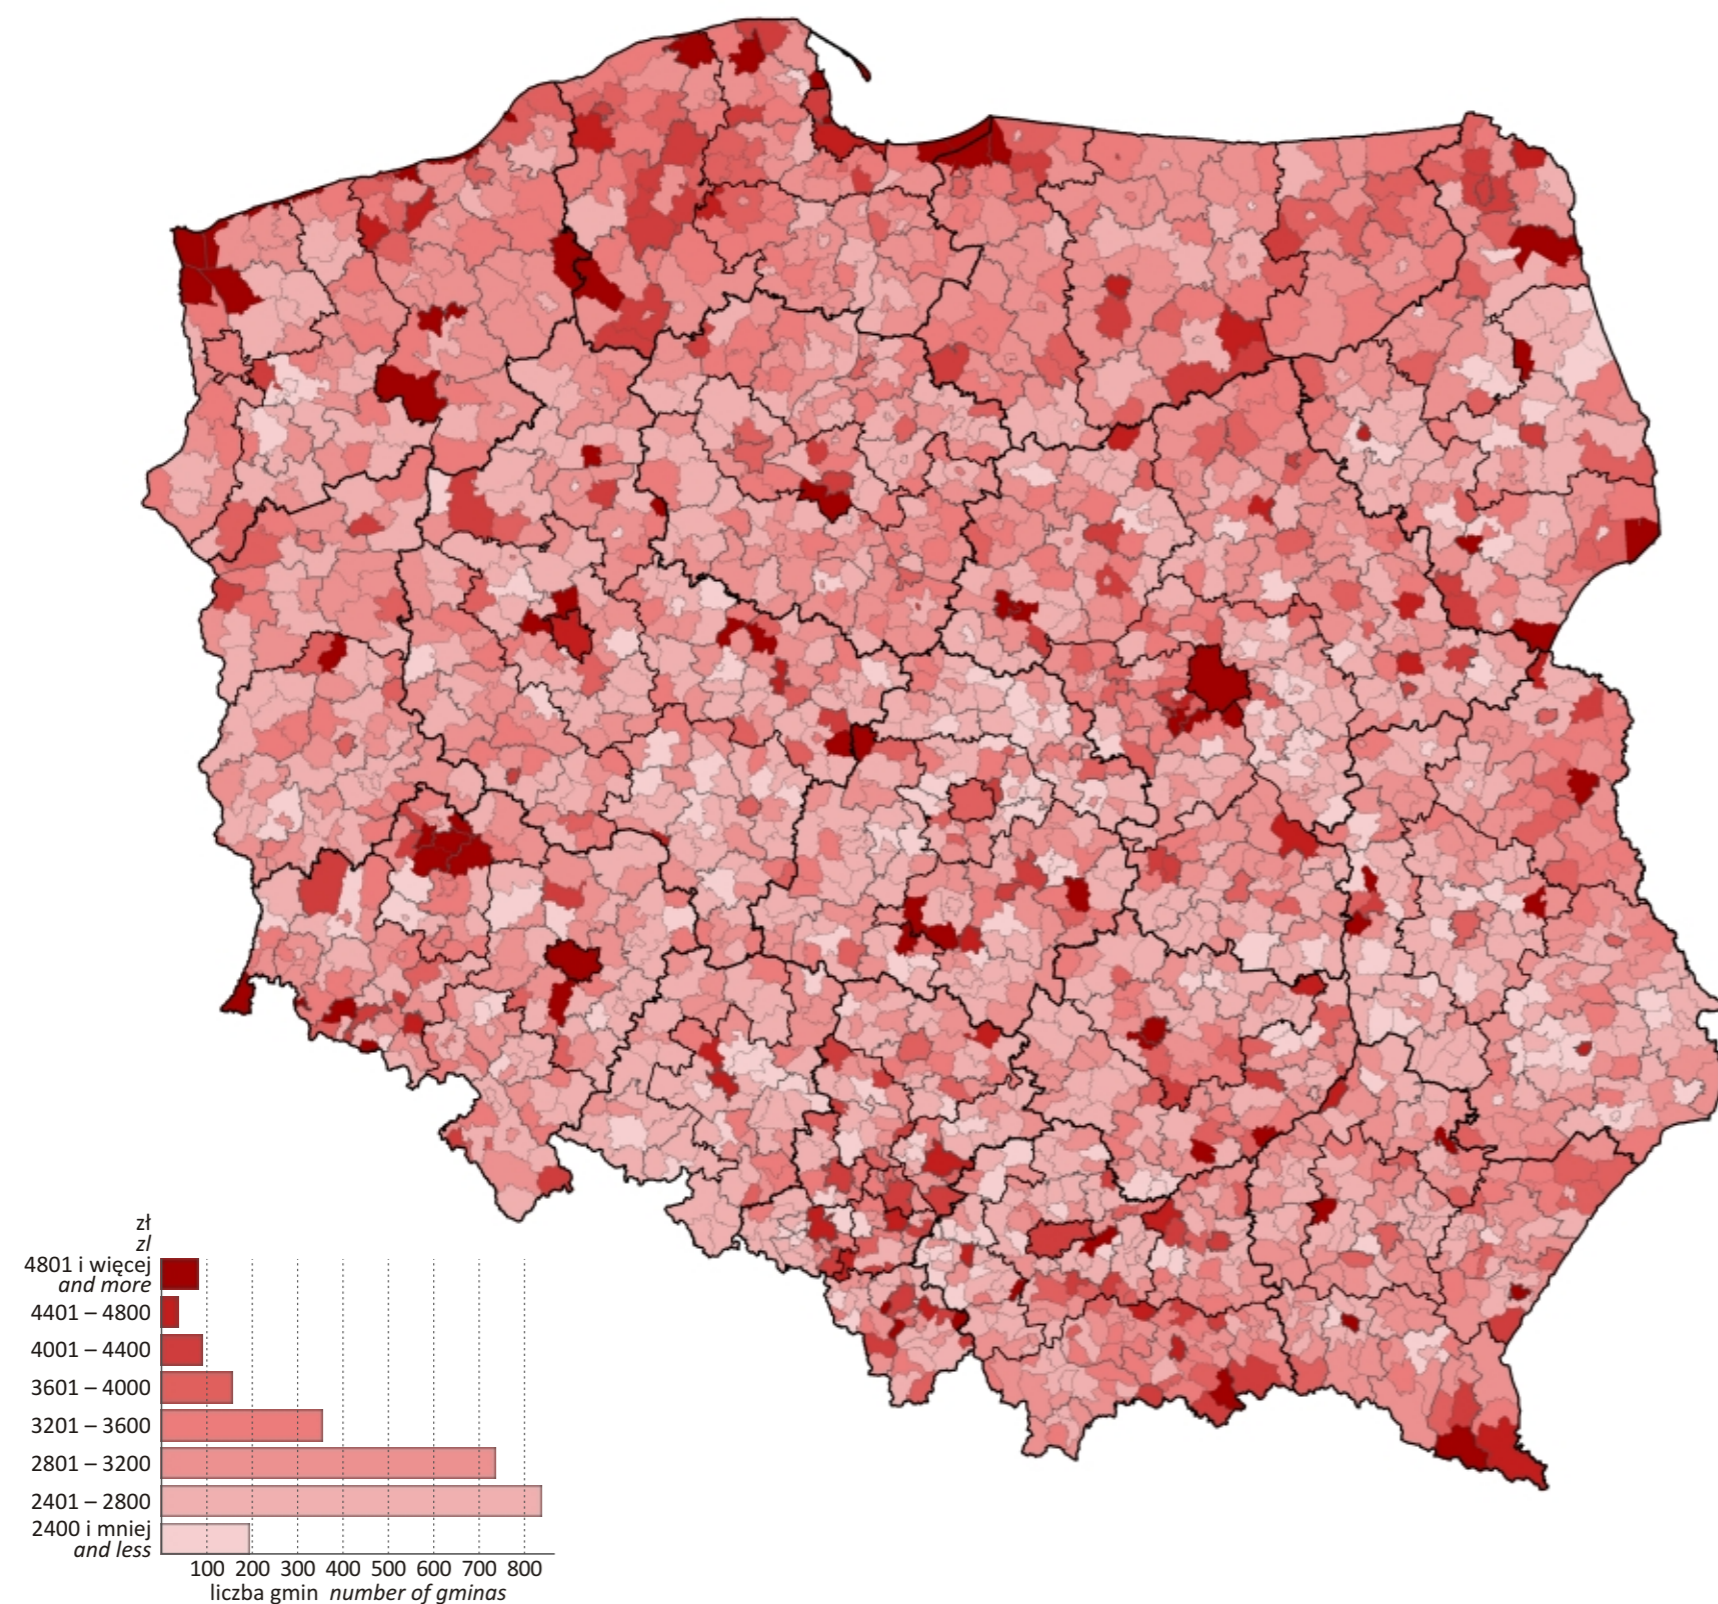 zł
zl
4801 i więcej
and more
4401 – 4800
4001 – 4400
3601 – 4000
3201 – 3600
2801 – 3200
2401 – 2800
2400 i mniej
and less
100 200 300 400 500 600 700 800
liczba gmin number of gminas